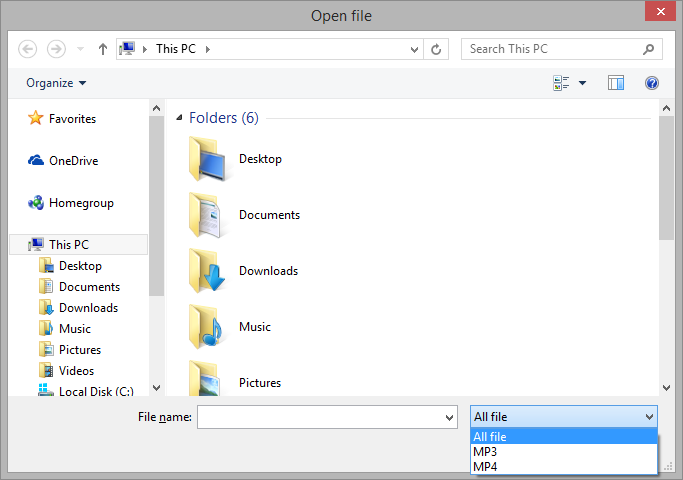 Open file
This PC
Search This PC
Organize
Favorites
OneDrive
Homegroup
This PC
Desktop
Documents
Downloads
Music
Pictures
Videos
Local Disk (C:)
Folders (6)
Desktop
Documents
Downloads
Music
Pictures
File name:
All file
All file
MP3
MP4